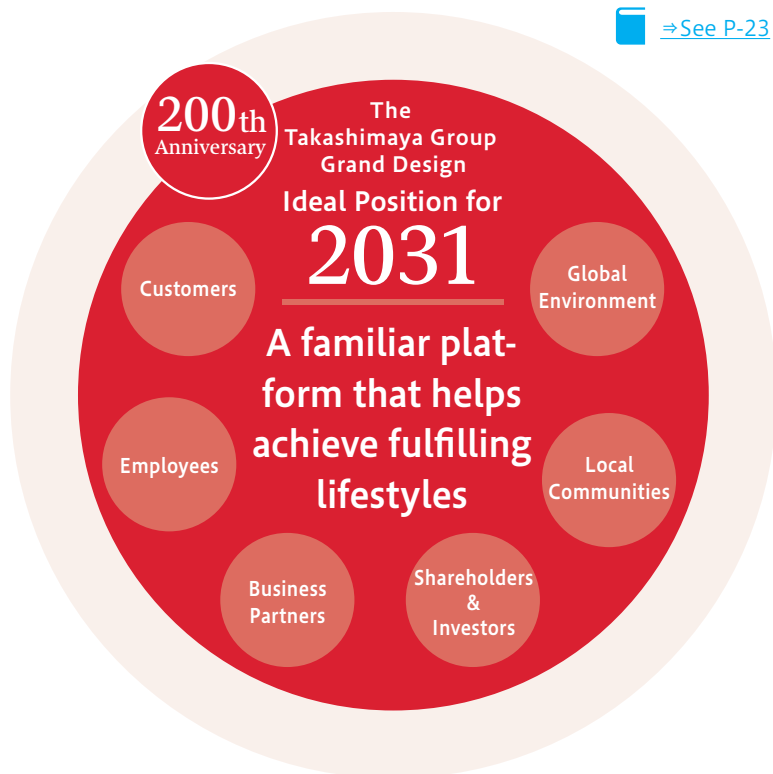 ⇒See P-23
200th
Anniversary
The
Takashimaya Group
Grand Design
Ideal Position for
2031
A familiar plat-
form that helps
achieve fulfilling
lifestyles
Customers
Employees
Business
Partners
Shareholders
&
Investors
Local
Communities
Global
Environment